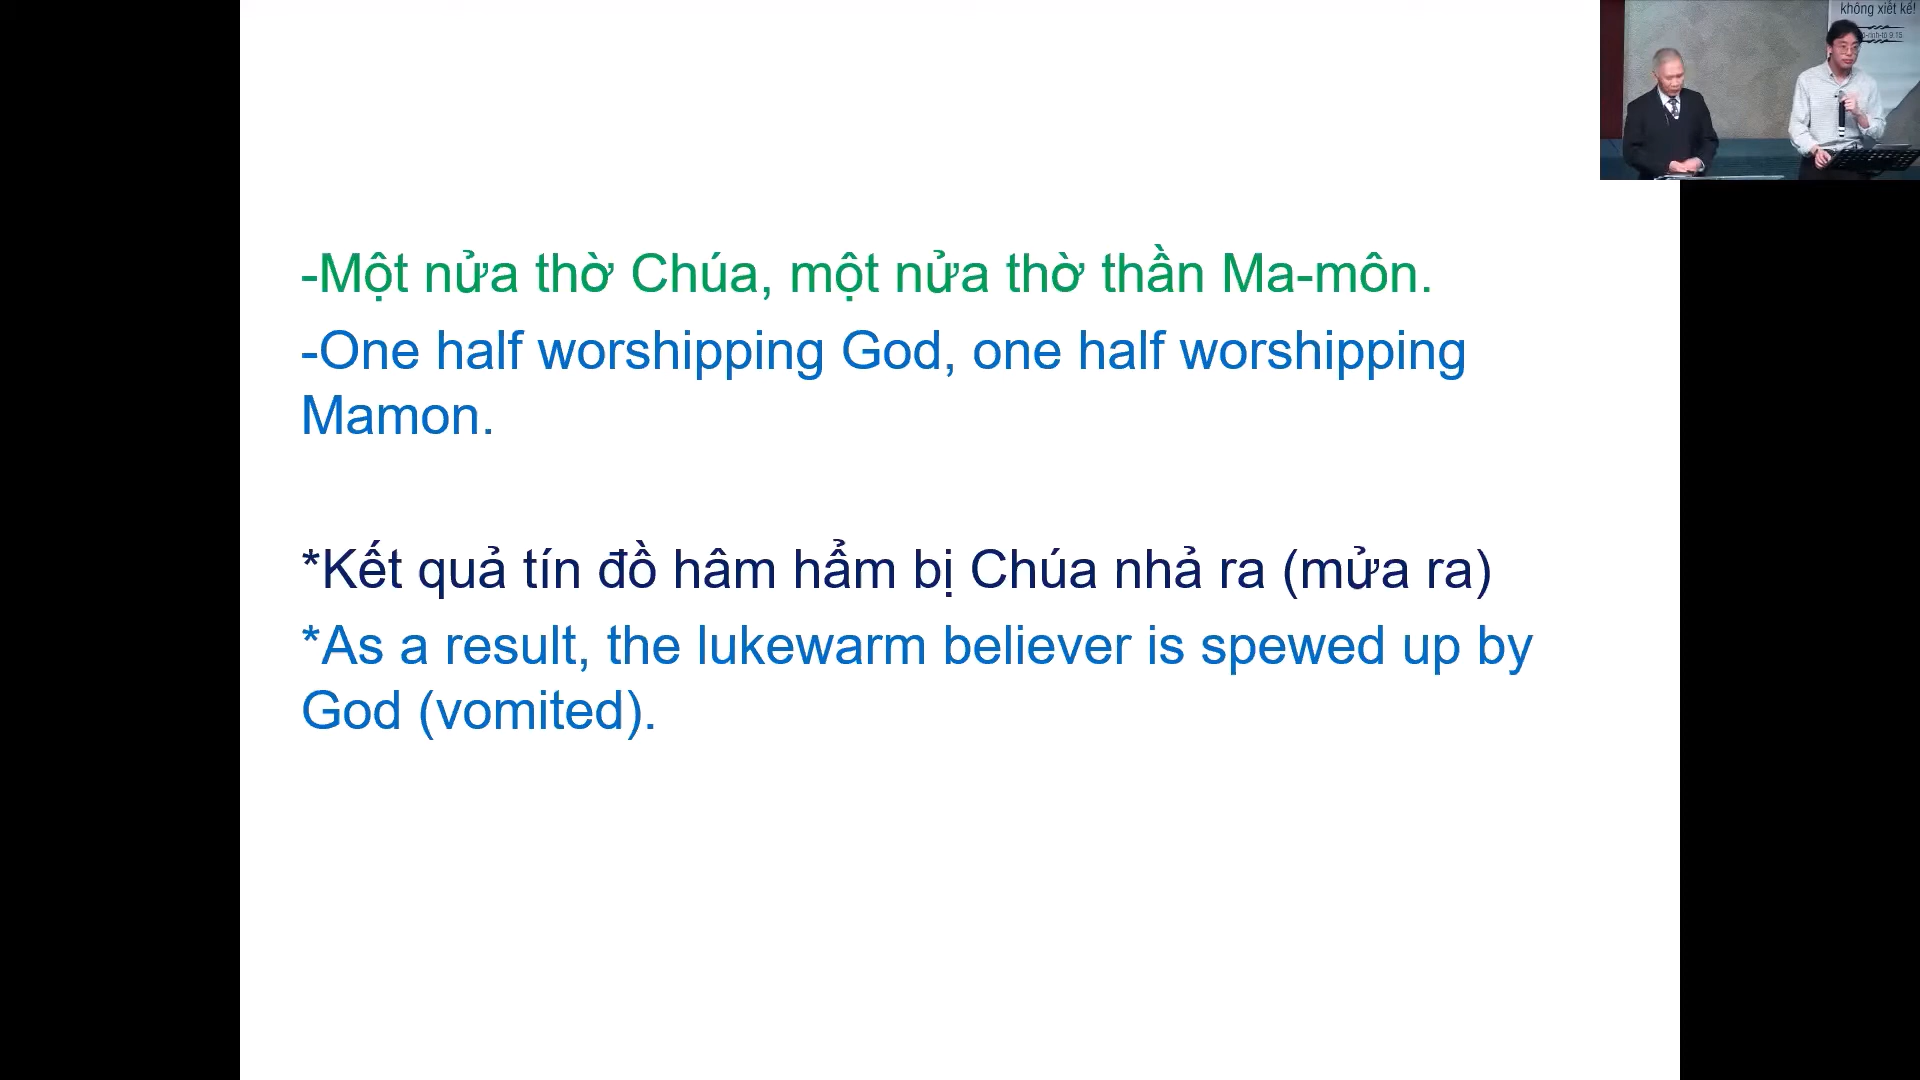 không xiết kể!
-Một nửa thờ Chúa, một nửa thờ thần Ma-môn.
-One half worshipping God, one half worshipping
Mamon.
*Kết quả tín đồ hâm hẩm bị Chúa nhả ra (mửa ra)
*As a result, the lukewarm believer is spewed up by
God (vomited).